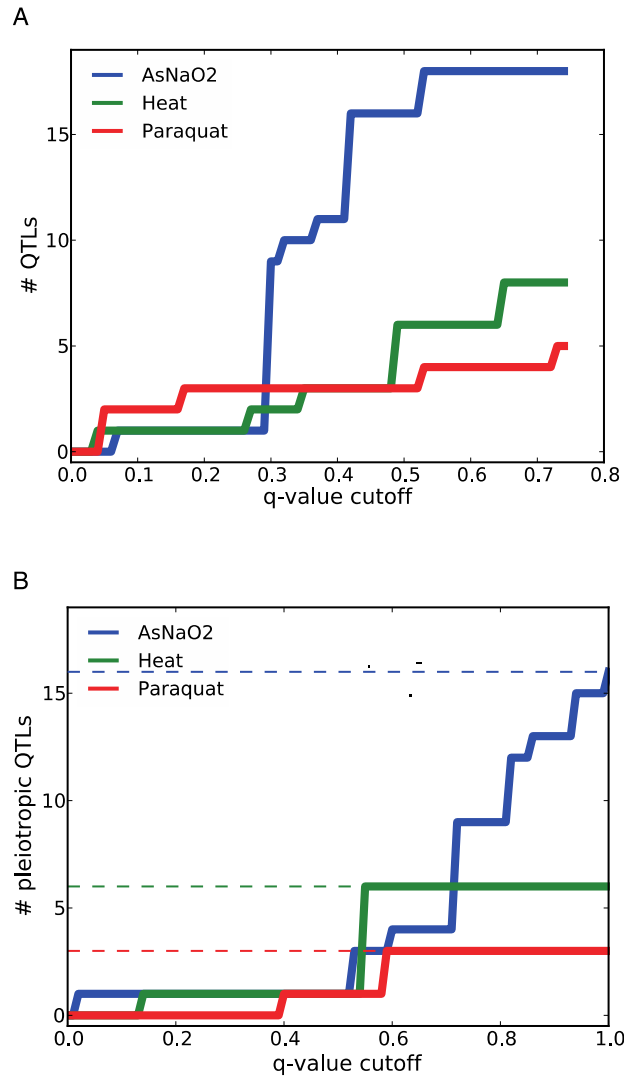 A
AsNaO2
Heat
Paraquat
# QTLs
15
10
5
0
0.0 0.1 0.2 0.3 0.4 0.5 0.6 0.7 0.8
q-value cutoff
B
AsNaO2
Heat
Paraquat
# pleiotropic QTLs
15
10
5
0
0.0 0.2 0.4 0.6 0.8 1.0
q-value cutoff